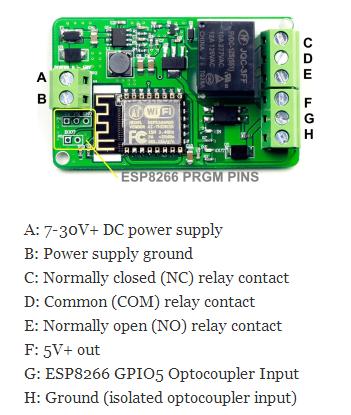 C
D
E
F
G
H
A
B
WiFi
ESP8266 PRGM PINS
A: 7-30V+ DC power supply
B: Power supply ground
C: Normally closed (NC) relay contact
D: Common (COM) relay contact
E: Normally open (NO) relay contact
F: 5V+ out
G: ESP8266 GPIO5 Optocoupler Input
H: Ground (isolated optocoupler input)